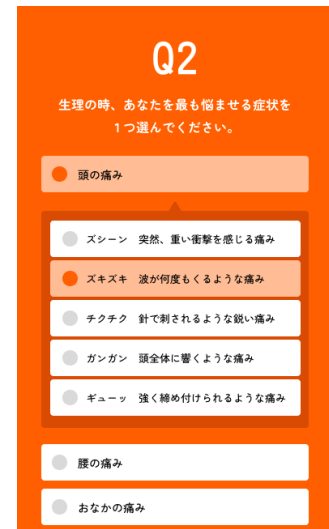 Q2
生理の時、あなたを最も悩ませる症状を
1つ選んでください。
頭の痛み
ズシーン 突然、重い衝撃を感じる痛み
ズキズキ 波が何度もくるような痛み
チクチク 針で刺されるような鋭い痛み
ガンガン 頭全体に響くような痛み
ギューッ 強く締め付けられるような痛み
腰の痛み
おなかの痛み